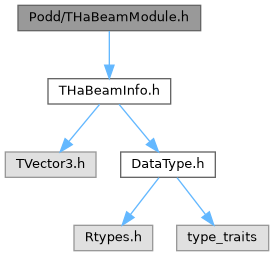 Podd/THaBeamModule.h
THaBeamInfo.h
TVector3.h
DataType.h
Rtypes.h
type_traits